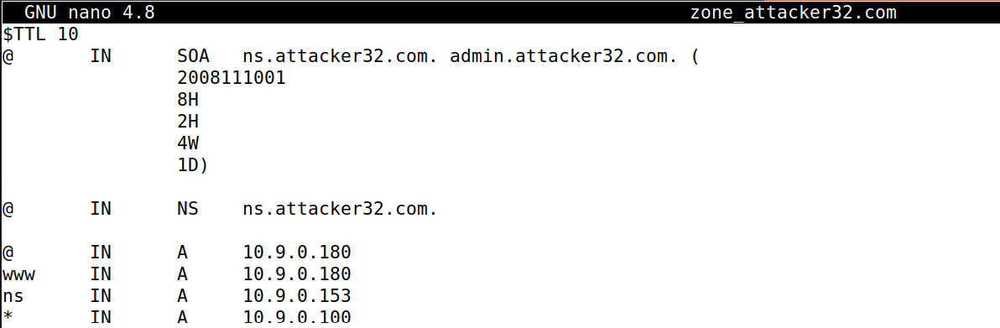 GNU nano 4.8 zone_attacker32.com
$TTL 10
@ IN SOA ns.attacker32.com. admin.attacker32.com. (
2008111001
8H
2H
4W
1D)
@ IN NS ns.attacker32.com.
@ IN A 10.9.0.180
www IN A 10.9.0.180
ns IN A 10.9.0.153
* IN A 10.9.0.100